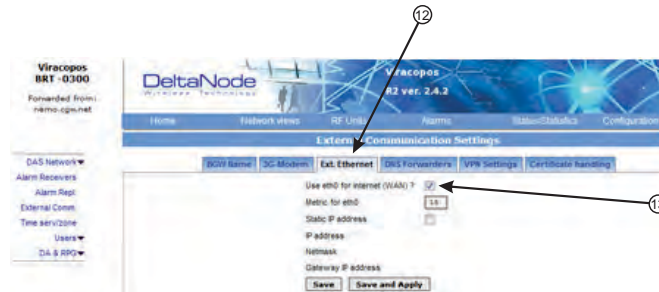 12
Viracopos
BRT -0300
Forwarded from:
nemo.cgw.net
DeltaNode
Wireless Technology
Viracopos
R2 ver. 2.4.2
Home Network views RF Units Alarms Status/Statistics Configuration
External Communication Settings
BGW Name 3G-Modem Ext. Ethernet DNS Forwarders VPN Settings Certificate handling
DAS Network
Alarm Receivers
Alarm Repl.
External Comm.
Time serv/zone
Users
DA & RPG
Use eth0 for internet (WAN) ?
13
Metric for eth0
Static IP address
IP address
Netmask
Gateway IP address
Save Save and Apply